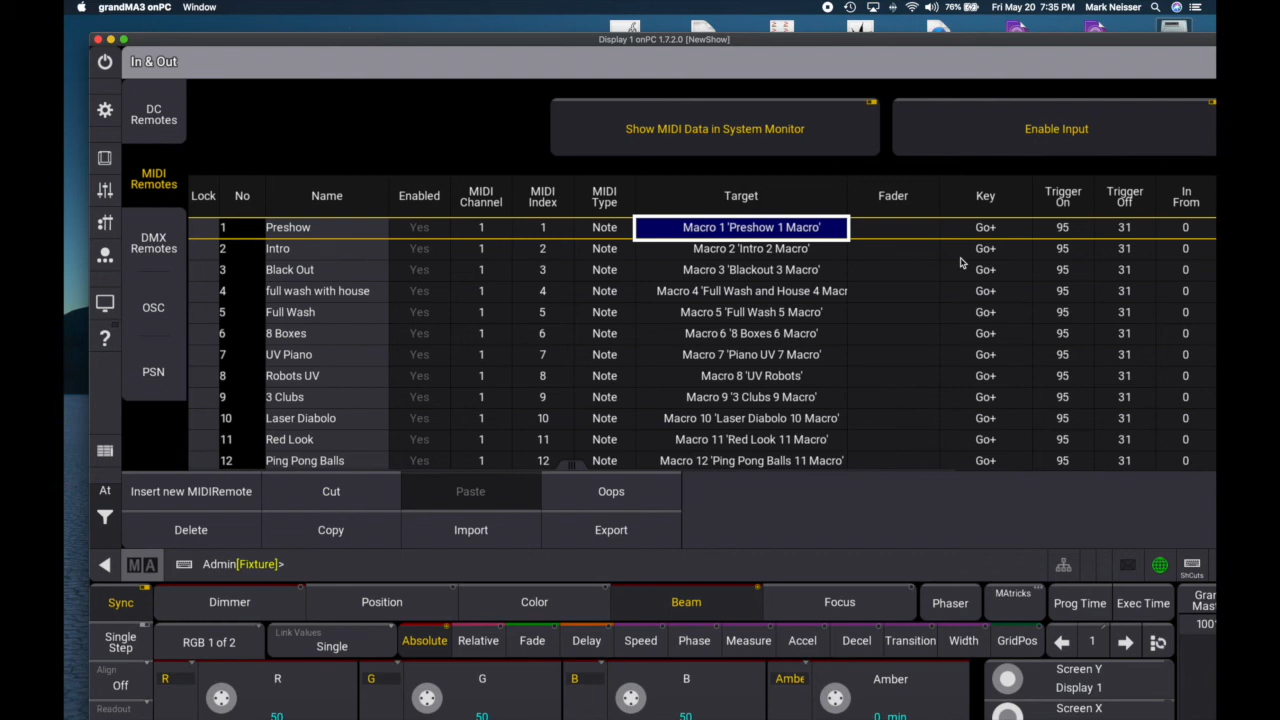 grandMA3 onPC Window 76% Fri May 20 7:35 PM Mark Neisser
Display 1 onPC 1.7.2.0 [NewShow]
In & Out
DC Remotes
MIDI Remotes
DMX Remotes
OSC
PSN
Show MIDI Data in System Monitor Enable Input
Lock No Name Enabled MIDI Channel MIDI Index MIDI Type Target Fader Key Trigger On Trigger Off In From
1 Preshow Yes 1 1 Note Macro 1 'Preshow 1 Macro' Go+ 95 31 0
2 Intro Yes 1 2 Note Macro 2 'Intro 2 Macro' Go+ 95 31 0
3 Black Out Yes 1 3 Note Macro 3 'Blackout 3 Macro' Go+ 95 31 0
4 full wash with house Yes 1 4 Note Macro 4 'Full Wash and House 4 Macr Go+ 95 31 0
5 Full Wash Yes 1 5 Note Macro 5 'Full Wash 5 Macro' Go+ 95 31 0
6 8 Boxes Yes 1 6 Note Macro 6 '8 Boxes 6 Macro' Go+ 95 31 0
7 UV Piano Yes 1 7 Note Macro 7 'Piano UV 7 Macro' Go+ 95 31 0
8 Robots UV Yes 1 8 Note Macro 8 'UV Robots' Go+ 95 31 0
9 3 Clubs Yes 1 9 Note Macro 9 '3 Clubs 9 Macro' Go+ 95 31 0
10 Laser Diabolo Yes 1 10 Note Macro 10 'Laser Diabolo 10 Macro' Go+ 95 31 0
11 Red Look Yes 1 11 Note Macro 11 'Red Look 11 Macro' Go+ 95 31 0
12 Ping Pong Balls Yes 1 12 Note Macro 12 'Ping Pong Balls 11 Macro' Go+ 95 31 0
At
Insert new MIDIRemote Cut Paste Oops
Delete Copy Import Export
MA Admin[Fixture]> ShCuts
Sync Dimmer Position Color Beam Focus Phaser MAtricks Prog Time Exec Time Gran
Mast
100%
Single Step RGB 1 of 2 Link Values Single Absolute Relative Fade Delay Speed Phase Measure Accel Decel Transition Width GridPos 1
Align Off R R G G B B Ambe Amber Screen Y Display 1
Readout 50 50 50 0 min Screen X